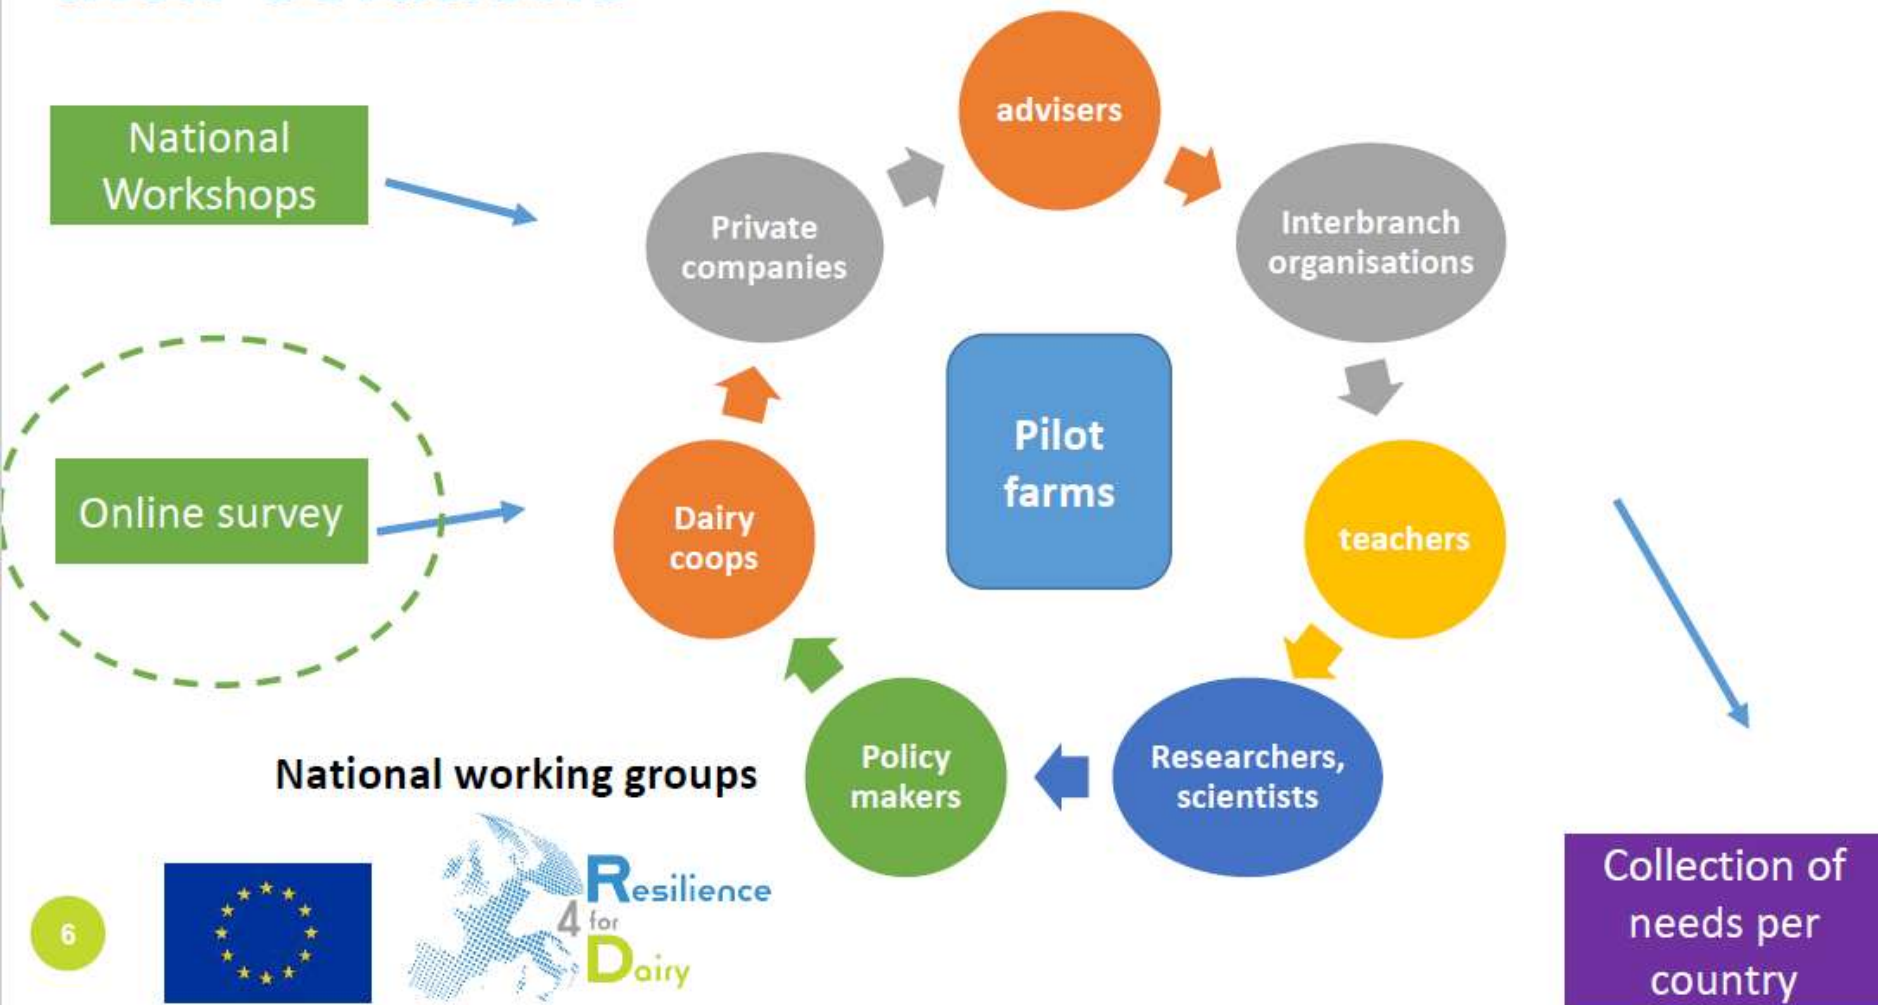 National
Workshops
advisers
Private
companies
Interbranch
organisations
Pilot
farms
Online survey
Dairy
coops
teachers
National working groups
Policy
makers
Researchers,
scientists
Resilience
4 for
Dairy
6
Collection of
needs per
country